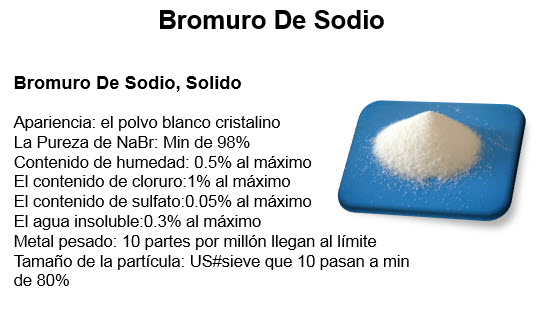 Bromuro De Sodio
Bromuro De Sodio, Solido
Apariencia: el polvo blanco cristalino
La Pureza de NaBr: Min de 98%
Contenido de humedad: 0.5% al máximo
El contenido de cloruro:1% al máximo
El contenido de sulfato:0.05% al máximo
El agua insoluble:0.3% al máximo
Metal pesado: 10 partes por millón llegan al límite
Tamaño de la partícula: US#sieve que 10 pasan a min
de 80%